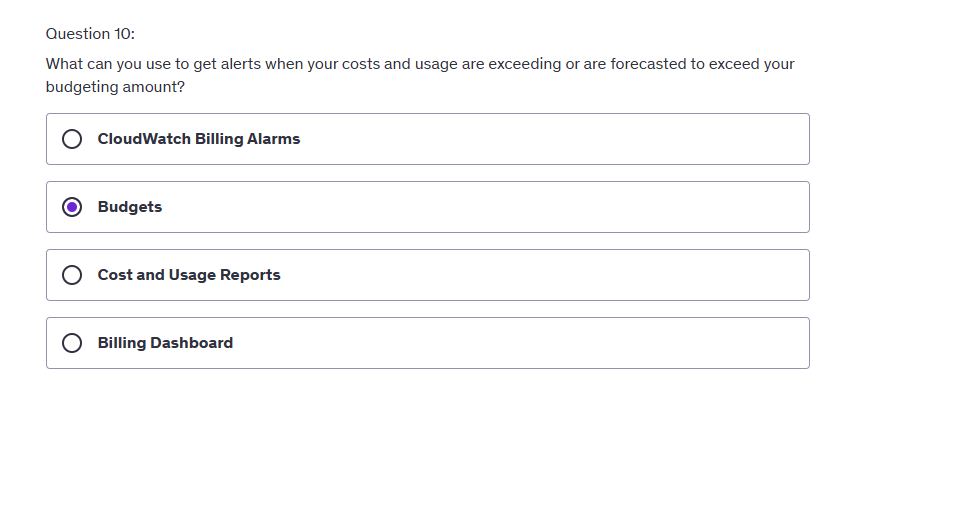 Question 10:
What can you use to get alerts when your costs and usage are exceeding or are forecasted to exceed your
budgeting amount?
CloudWatch Billing Alarms
Budgets
Cost and Usage Reports
Billing Dashboard